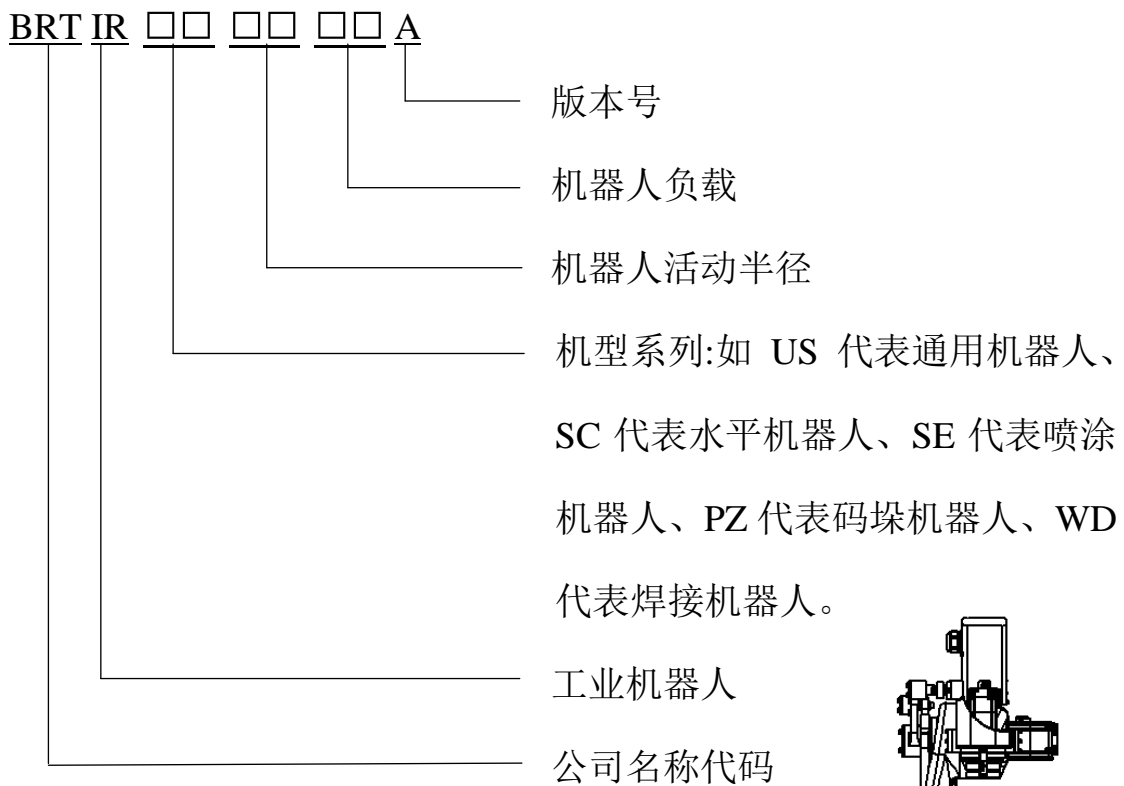 BRT IR □□ □□ □□ A
版本号
机器人负载
机器人活动半径
机型系列:如 US 代表通用机器人、
SC 代表水平机器人、SE 代表喷涂
机器人、PZ 代表码垛机器人、WD
代表焊接机器人。
工业机器人
公司名称代码